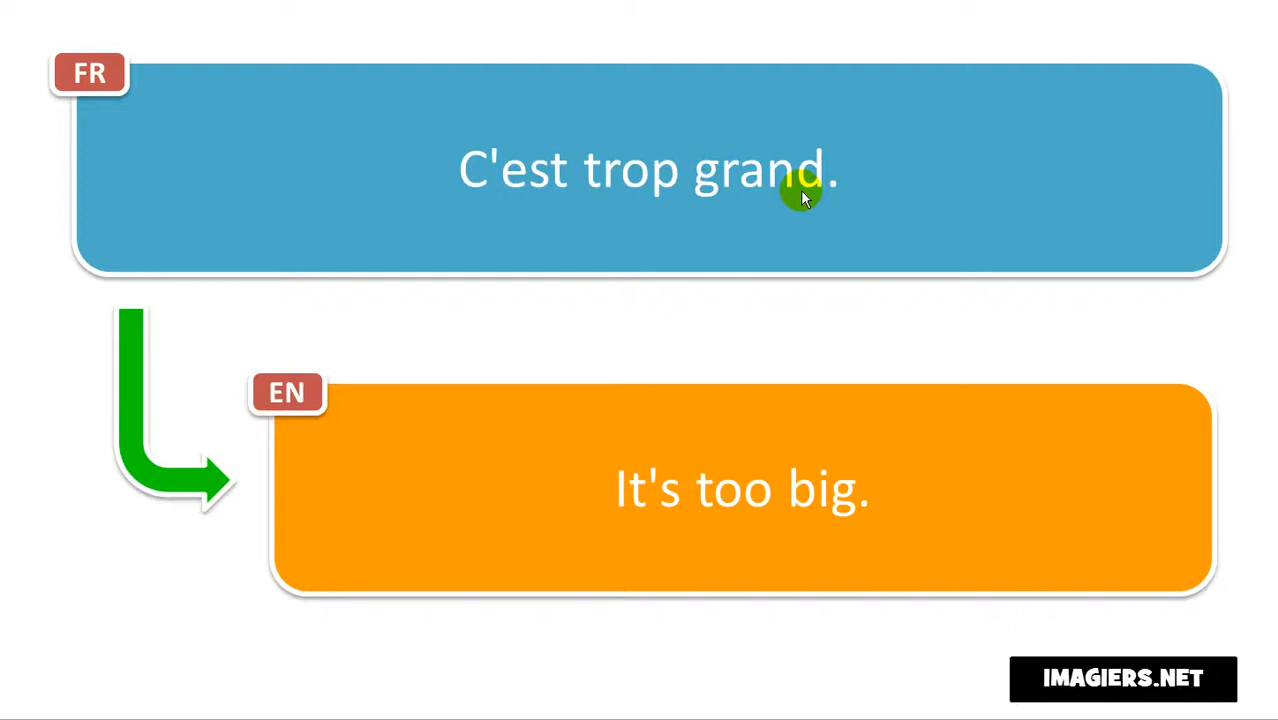 FR
C'est trop grand.
EN
It's too big.
IMAGIERS.NET